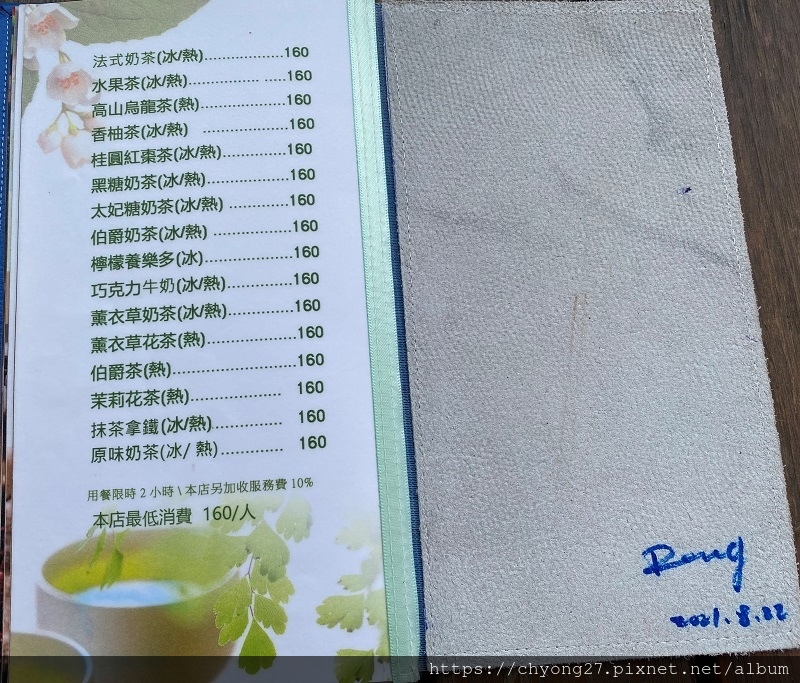 法式奶茶(冰/熱)....................160
水果茶(冰/熱)................... .....160
高山烏龍茶(熱).....................160
香柚茶(冰/熱) .....................160
桂圓紅棗茶(冰/熱)................160
黑糖奶茶(冰/熱)....................160
太妃糖奶茶(冰/熱) ...............160
伯爵奶茶(冰/熱) ...................160
檸檬養樂多(冰)......................160
巧克力牛奶(冰/熱)................160
薰衣草奶茶(冰/熱)................160
薰衣草花茶(熱).....................160
伯爵茶(熱)..............................160
茉莉花茶(熱)...................... 160
抹茶拿鐵(冰/熱)................. 160
原味奶茶(冰/ 熱)................ 160
用餐限時 2 小時 \ 本店另加收服務費 10%
本店最低消費 160/人
Rong
2021.8.22
https://chyong27.pixnet.net/album